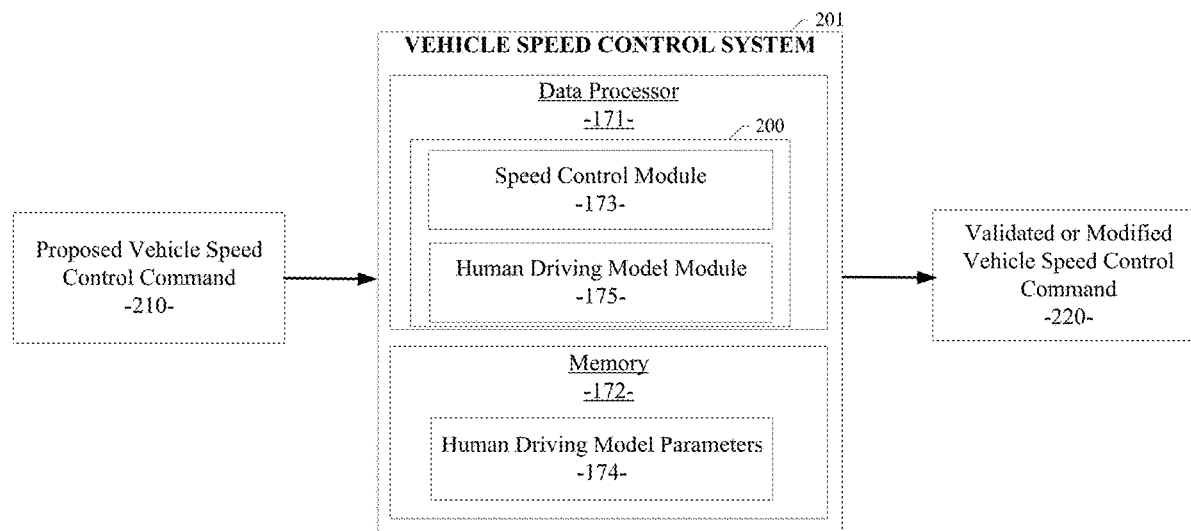 201
VEHICLE SPEED CONTROL SYSTEM
Data Processor
-171-
200
Speed Control Module
-173-
Human Driving Model Module
-175-
Proposed Vehicle Speed
Control Command
-210-
Validated or Modified
Vehicle Speed Control
Command
-220-
Memory
-172-
Human Driving Model Parameters
-174-